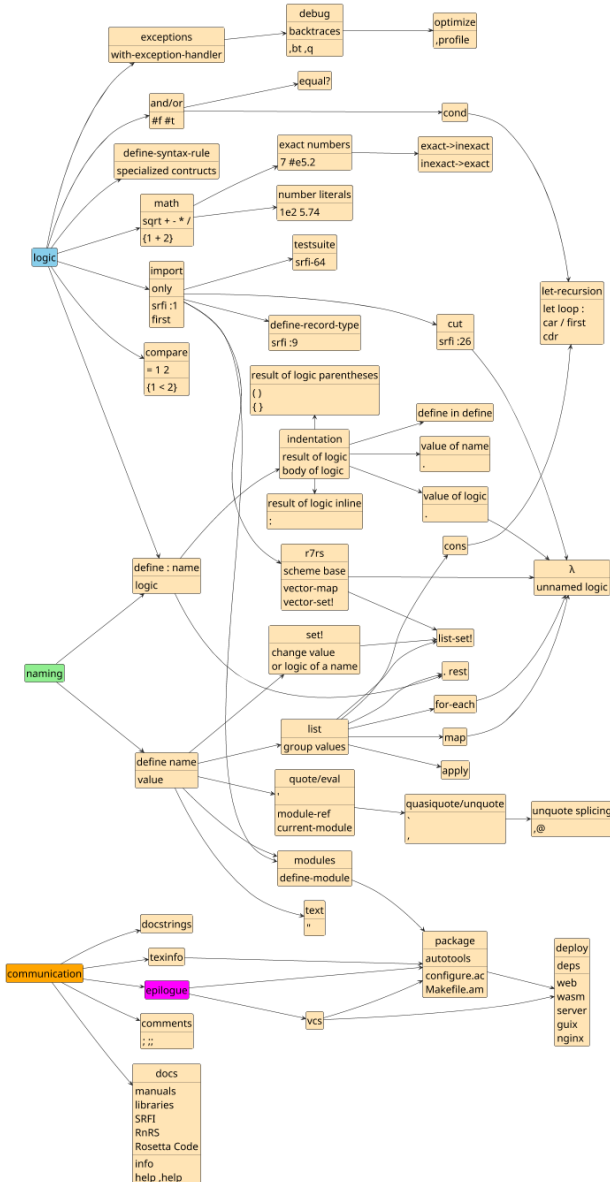 debug
backtraces
,bt ,q
exceptions
with-exception-handler
optimize
,profile
equal?
and/or
#f #t
cond
define-syntax-rule
specialized contructs
exact numbers
7 #e5.2
exact->inexact
inexact->exact
math
sqrt + - * /
{1 + 2}
number literals
1e2 5.74
logic
import
only
srfi :1
first
testsuite
srfi-64
let-recursion
let loop :
car / first
cdr
define-record-type
srfi :9
cut
srfi :26
compare
= 1 2
{1 < 2}
result of logic parentheses
( )
{ }
define in define
indentation
result of logic
body of logic
value of name
.
value of logic
.
result of logic inline
:
cons
r7rs
scheme base
vector-map
vector-set!
λ
unnamed logic
define : name
logic
set!
change value
or logic of a name
list-set!
naming
. rest
for-each
list
group values
map
define name
value
apply
quote/eval
'
module-ref
current-module
quasiquote/unquote
`
,
unquote splicing
,@
modules
define-module
text
"
docstrings
package
autotools
configure.ac
Makefile.am
deploy
deps
web
wasm
server
guix
nginx
texinfo
communication
epilogue
vcs
comments
; ;;
docs
manuals
libraries
SRFI
RnRS
Rosetta Code
info
help ,help